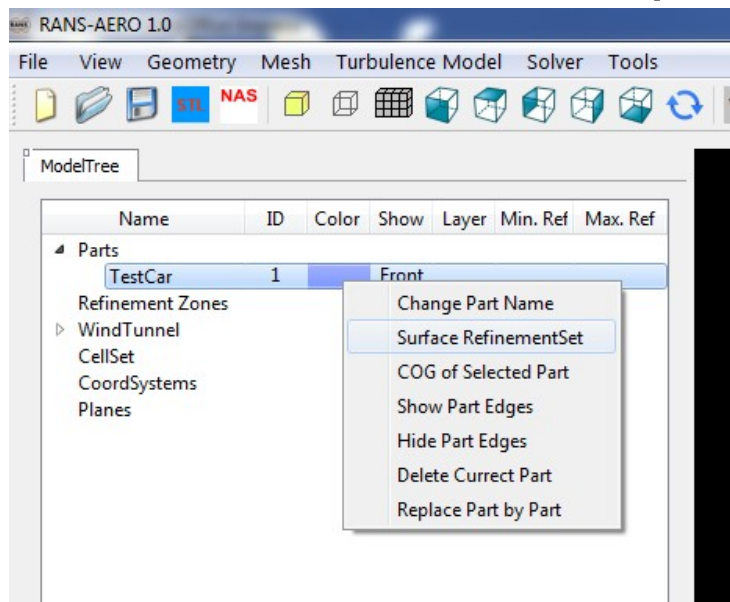 RANS-AERO 1.0
File View Geometry Mesh Turbulence Model Solver Tools
STL NAS
ModelTree
Name ID Color Show Layer Min. Ref Max. Ref
Parts
TestCar 1 Front
Refinement Zones
WindTunnel
CellSet
CoordSystems
Planes
Change Part Name
Surface RefinementSet
COG of Selected Part
Show Part Edges
Hide Part Edges
Delete Currect Part
Replace Part by Part